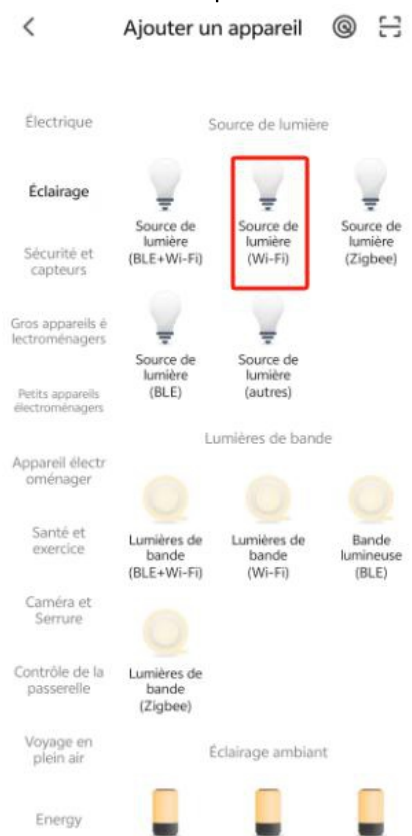 Ajouter un appareil
Électrique
Éclairage
Sécurité et
capteurs
Gros appareils é
lectroménagers
Petits appareils
électroménagers
Appareil électr
oménager
Santé et
exercice
Caméra et
Serrure
Contrôle de la
passerelle
Voyage en
plein air
Energy
Source de lumière
Source de
lumière
(BLE+Wi-Fi)
Source de
lumière
(Wi-Fi)
Source de
lumière
(Zigbee)
Source de
lumière
(BLE)
Source de
lumière
(autres)
Lumières de bande
Lumières de
bande
(BLE+Wi-Fi)
Lumières de
bande
(Wi-Fi)
Bande
lumineuse
(BLE)
Lumières de
bande
(Zigbee)
Éclairage ambiant